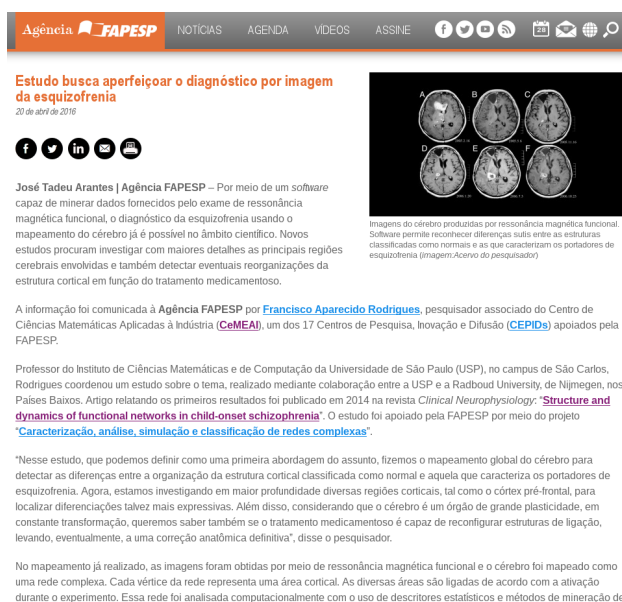 Agência FAPESP NOTÍCIAS AGENDA VÍDEOS ASSINE 28
Estudo busca aperfeiçoar o diagnóstico por imagem
da esquizofrenia
20 de abril de 2016
José Tadeu Arantes | Agência FAPESP – Por meio de um software
capaz de minerar dados fornecidos pelo exame de ressonância
magnética funcional, o diagnóstico da esquizofrenia usando o
mapeamento do cérebro já é possível no âmbito científico. Novos
estudos procuram investigar com maiores detalhes as principais regiões
cerebrais envolvidas e também detectar eventuais reorganizações da
estrutura cortical em função do tratamento medicamentoso.
A B C
D E F
Imagens do cérebro produzidas por ressonância magnética funcional.
Software permite reconhecer diferenças sutis entre as estruturas
classificadas como normais e as que caracterizam os portadores de
esquizofrenia (imagem:Acervo do pesquisador)
A informação foi comunicada à Agência FAPESP por Francisco Aparecido Rodrigues, pesquisador associado do Centro de
Ciências Matemáticas Aplicadas à Indústria (CeMEAI), um dos 17 Centros de Pesquisa, Inovação e Difusão (CEPIDs) apoiados pela
FAPESP.
Professor do Instituto de Ciências Matemáticas e de Computação da Universidade de São Paulo (USP), no campus de São Carlos,
Rodrigues coordenou um estudo sobre o tema, realizado mediante colaboração entre a USP e a Radboud University, de Nijmegen, nos
Países Baixos. Artigo relatando os primeiros resultados foi publicado em 2014 na revista Clinical Neurophysiology: “Structure and
dynamics of functional networks in child-onset schizophrenia”. O estudo foi apoiado pela FAPESP por meio do projeto
“Caracterização, análise, simulação e classificação de redes complexas”.
“Nesse estudo, que podemos definir como uma primeira abordagem do assunto, fizemos o mapeamento global do cérebro para
detectar as diferenças entre a organização da estrutura cortical classificada como normal e aquela que caracteriza os portadores de
esquizofrenia. Agora, estamos investigando em maior profundidade diversas regiões corticais, tal como o córtex pré-frontal, para
localizar diferenciações talvez mais expressivas. Além disso, considerando que o cérebro é um órgão de grande plasticidade, em
constante transformação, queremos saber também se o tratamento medicamentoso é capaz de reconfigurar estruturas de ligação,
levando, eventualmente, a uma correção anatômica definitiva”, disse o pesquisador.
No mapeamento já realizado, as imagens foram obtidas por meio de ressonância magnética funcional e o cérebro foi mapeado como
uma rede complexa. Cada vértice da rede representa uma área cortical. As diversas áreas são ligadas de acordo com a ativação
durante o experimento. Essa rede foi analisada computacionalmente com o uso de descritores estatísticos e métodos de mineração de